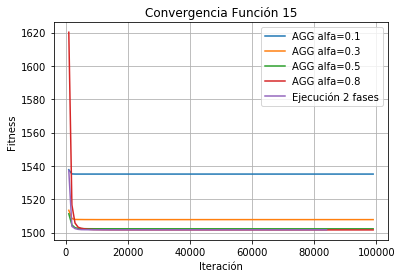 Convergencia Función 15
1620
1600
1580
1560
1540
1520
1500
Fitness
AGG alfa=0.1
AGG alfa=0.3
AGG alfa=0.5
AGG alfa=0.8
Ejecución 2 fases
0
20000
40000
60000
80000
100000
Iteración